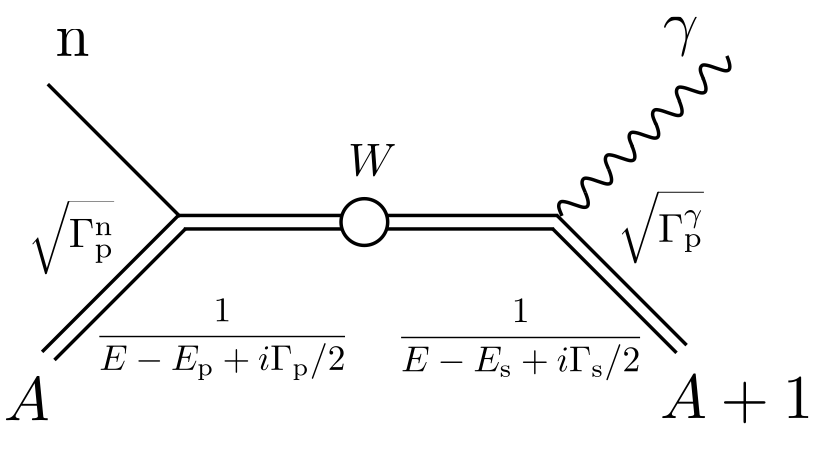 n
γ
W
√Γ_p^n
√Γ_p^γ
1/(E − E_p + iΓ_p/2)
1/(E − E_s + iΓ_s/2)
A
A + 1